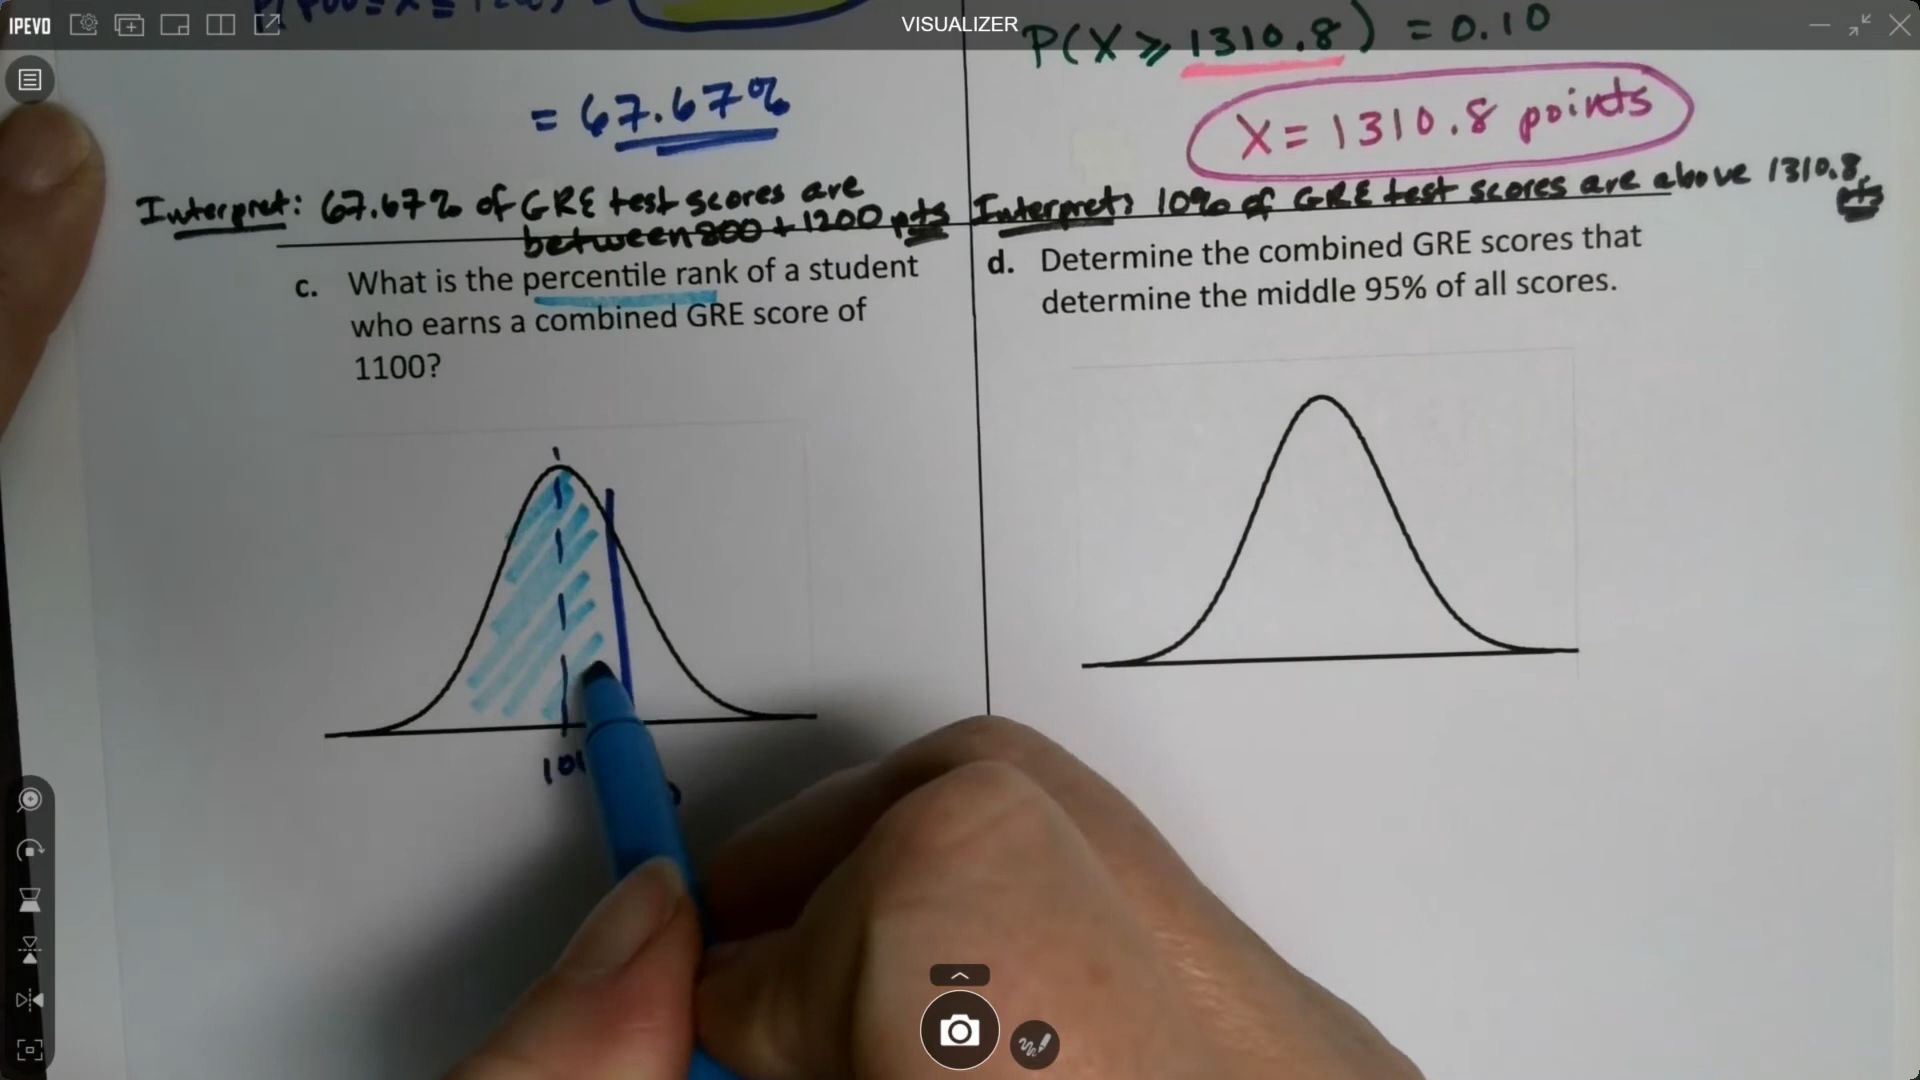 IPEVO
VISUALIZER
P(X ≥ 1310.8) = 0.10
= 67.67%
X = 1310.8 points
Interpret: 67.67% of GRE test scores are
between 800 + 1200 pts
Interpret: 10% of GRE test scores are above 1310.8
pts
c. What is the percentile rank of a student
who earns a combined GRE score of
1100?
d. Determine the combined GRE scores that
determine the middle 95% of all scores.